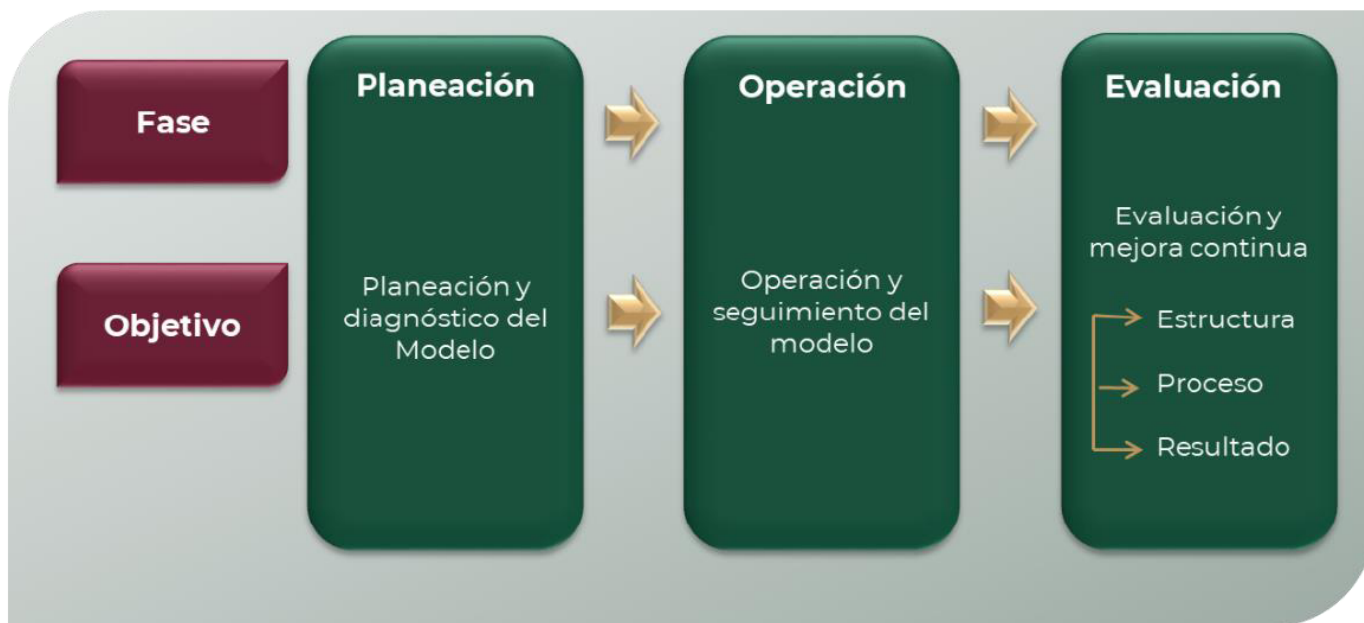 Fase
Planeación
Operación
Evaluación
Objetivo
Planeación y
diagnóstico del
Modelo
Operación y
seguimiento del
modelo
Evaluación y
mejora continua
Estructura
Proceso
Resultado